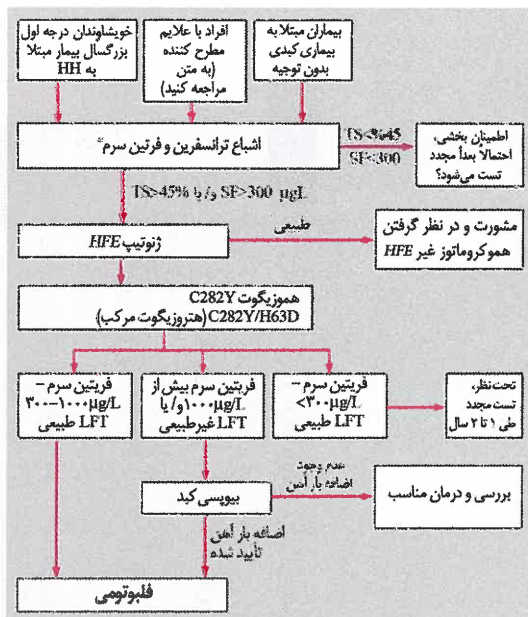 بیماران مبتلا به
بیماری کبدی
بدون توجیه
افراد با علایم
مطرح کننده
(به متن
مراجعه کنید)
خویشاوندان درجه اول
بزرگسال بیمار مبتلا
به HH
اشباع ترانسفرین و فرتین سرم*
TS<%45
SF<300
اطمینان بخشی،
احتمالاً بعداً مجدد
تست می‌شود؟
TS>45% و/ یا SF>300 µgL
ژنوتیپ HFE
طبیعی
مشورت و در نظر گرفتن
هموکروماتوز غیر HFE
هموزیگوت C282Y
C282Y/H63D(هتروزیگوت مرکب)
فریتین سرم –
۳۰۰–۱۰۰۰µg/L
LFT طبیعی
فریتین سرم بیش از
۱۰۰۰µg/L و/ یا
LFT غیرطبیعی
فریتین سرم –
<۳۰۰µg/L
LFT طبیعی
تحت‌نظر،
تست مجدد
طی ۱ تا ۲ سال
بیوپسی کبد
عدم وجود
اضافه بار آهن
بررسی و درمان مناسب
اضافه بار آهن
تأیید شده
فلبوتومی